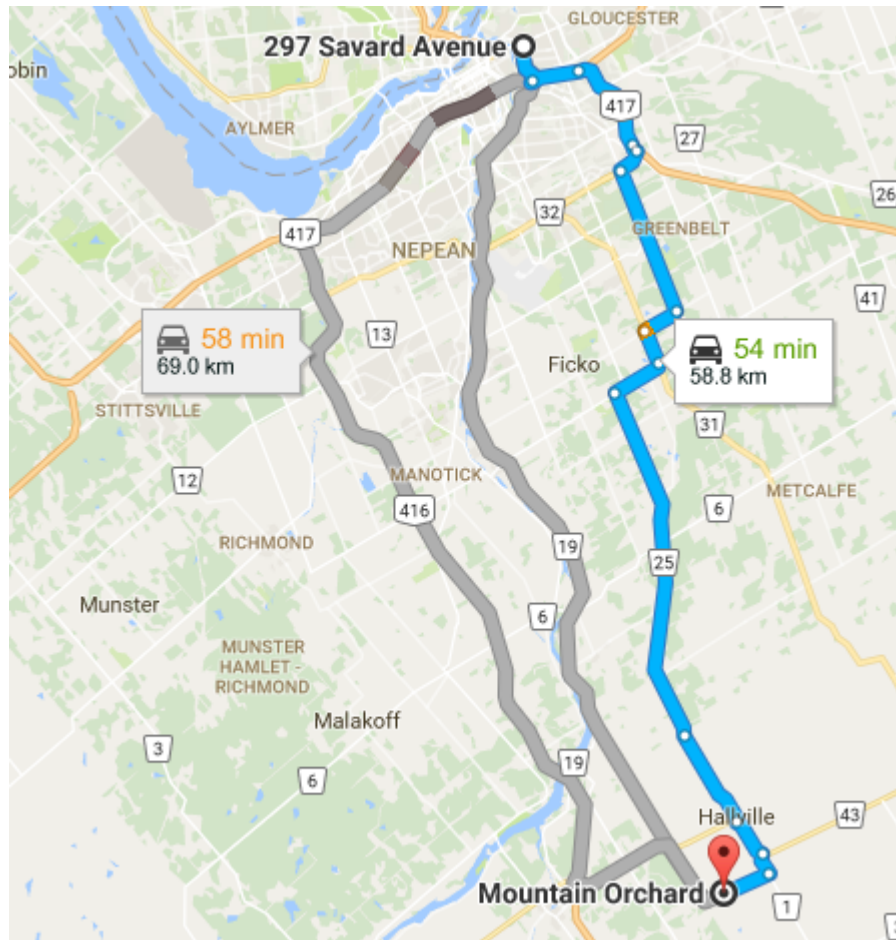 GLOUCESTER
297 Savard Avenue
obin
AYLMER
417
27
26
32
GREENBELT
417
NEPEAN
41
13
58 min
69.0 km
54 min
58.8 km
Ficko
STITTSVILLE
31
12
MANOTICK
METCALFE
416
6
RICHMOND
19
25
Munster
6
MUNSTER
HAMLET -
RICHMOND
Malakoff
3
19
6
Hallville
43
Mountain Orchard
1